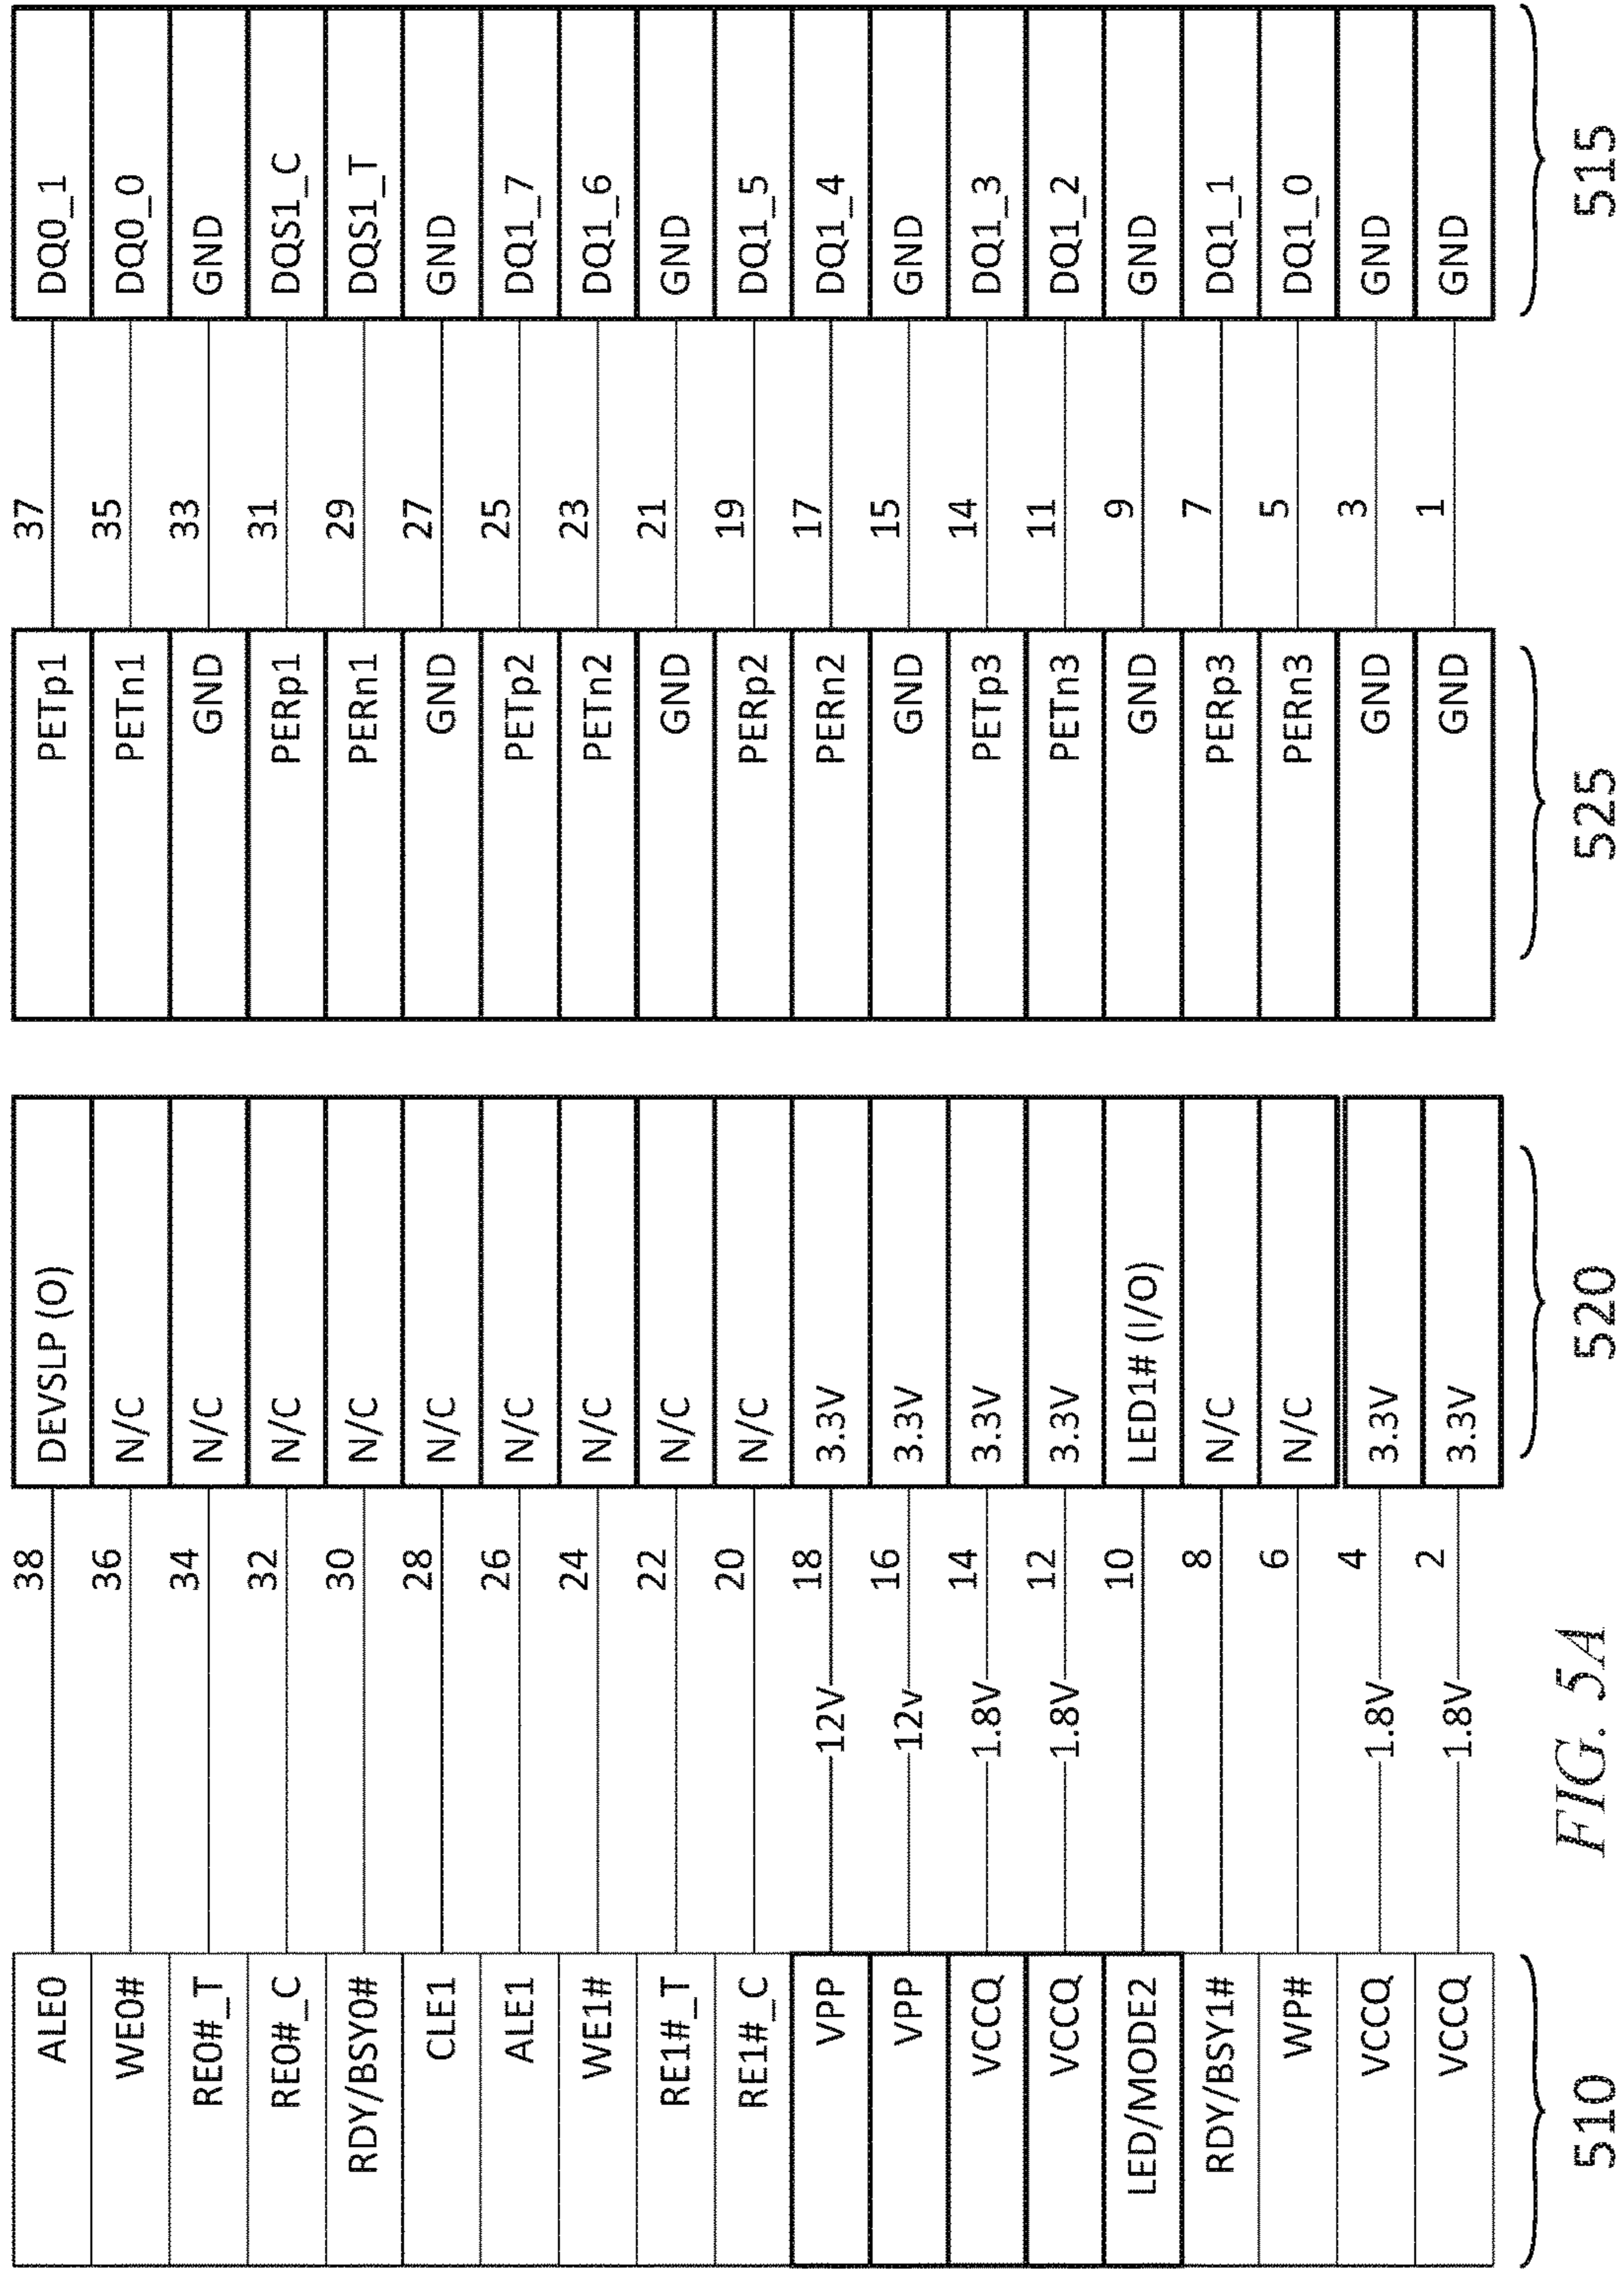 ALE0 38 DEVSLP (O) PETp1 37 DQ0_1
WE0# 36 N/C PETn1 35 DQ0_0
RE0#_T 34 N/C GND 33 GND
RE0#_C 32 N/C PERp1 31 DQS1_C
RDY/BSY0# 30 N/C PERn1 29 DQS1_T
CLE1 28 N/C GND 27 GND
ALE1 26 N/C PETp2 25 DQ1_7
WE1# 24 N/C PETn2 23 DQ1_6
RE1#_T 22 N/C GND 21 GND
RE1#_C 20 N/C PERp2 19 DQ1_5
VPP 12V 18 3.3V PERn2 17 DQ1_4
VPP 12v 16 3.3V GND 15 GND
VCCQ 1.8V 14 3.3V PETp3 14 DQ1_3
VCCQ 1.8V 12 3.3V PETn3 11 DQ1_2
LED/MODE2 10 LED1# (I/O) GND 9 GND
RDY/BSY1# 8 N/C PERp3 7 DQ1_1
WP# 6 N/C PERn3 5 DQ1_0
VCCQ 1.8V 4 3.3V GND 3 GND
VCCQ 1.8V 2 3.3V GND 1 GND
510 FIG. 5A 520 525 515